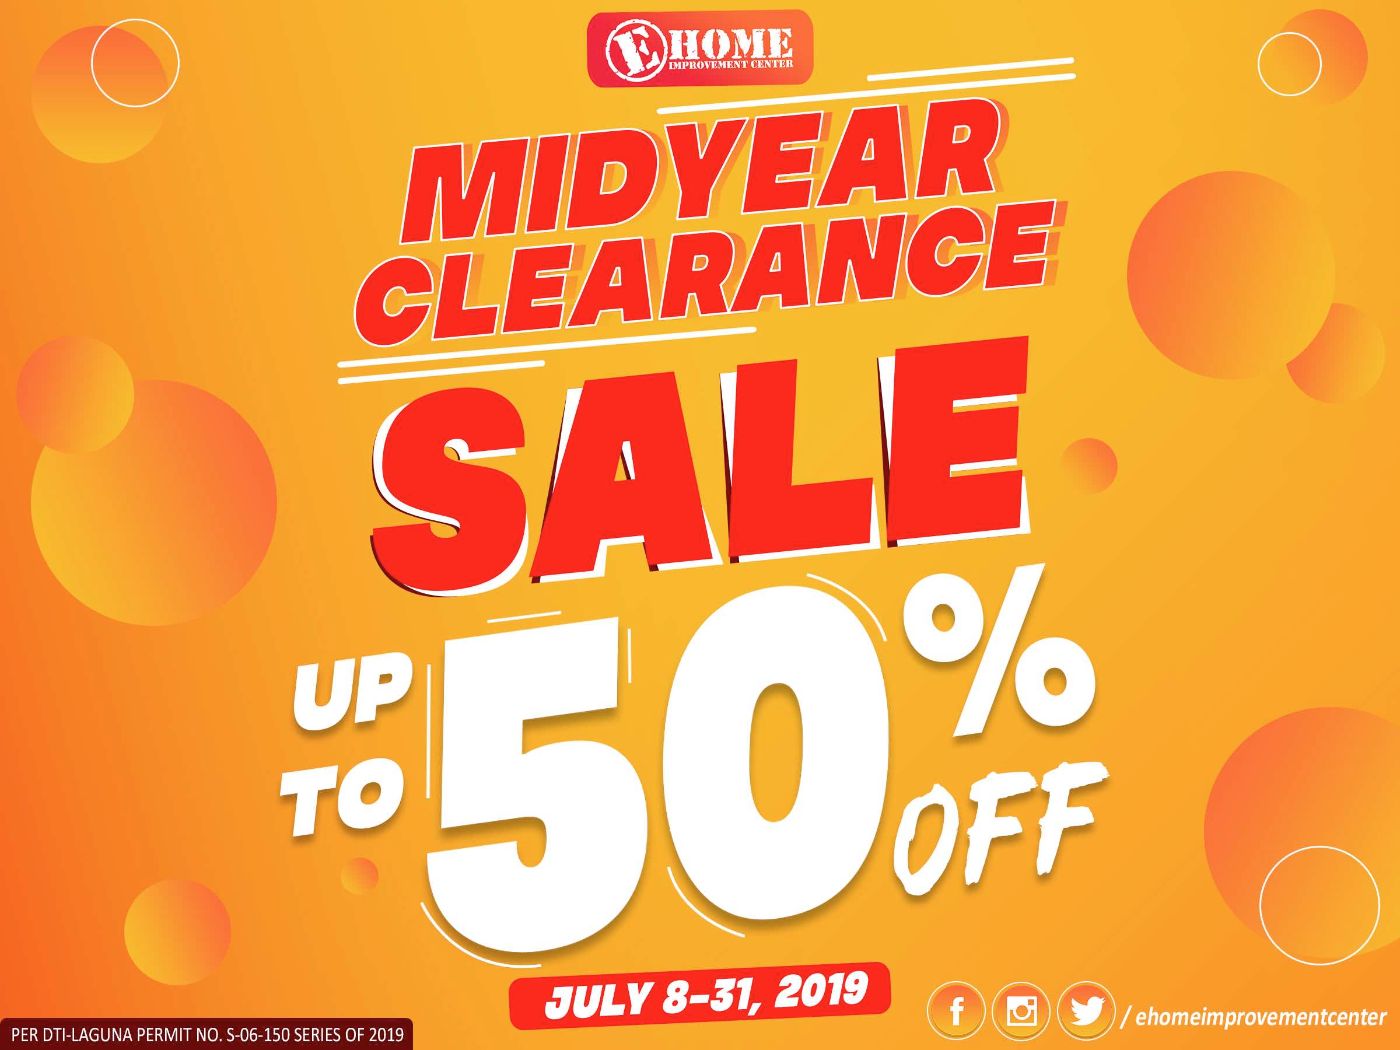 EHOME
IMPROVEMENT CENTER
MIDYEAR
CLEARANCE
SALE
UP
TO
50%
OFF
JULY 8-31, 2019
PER DTI-LAGUNA PERMIT NO. S-06-150 SERIES OF 2019
/ ehomeimprovementcenter